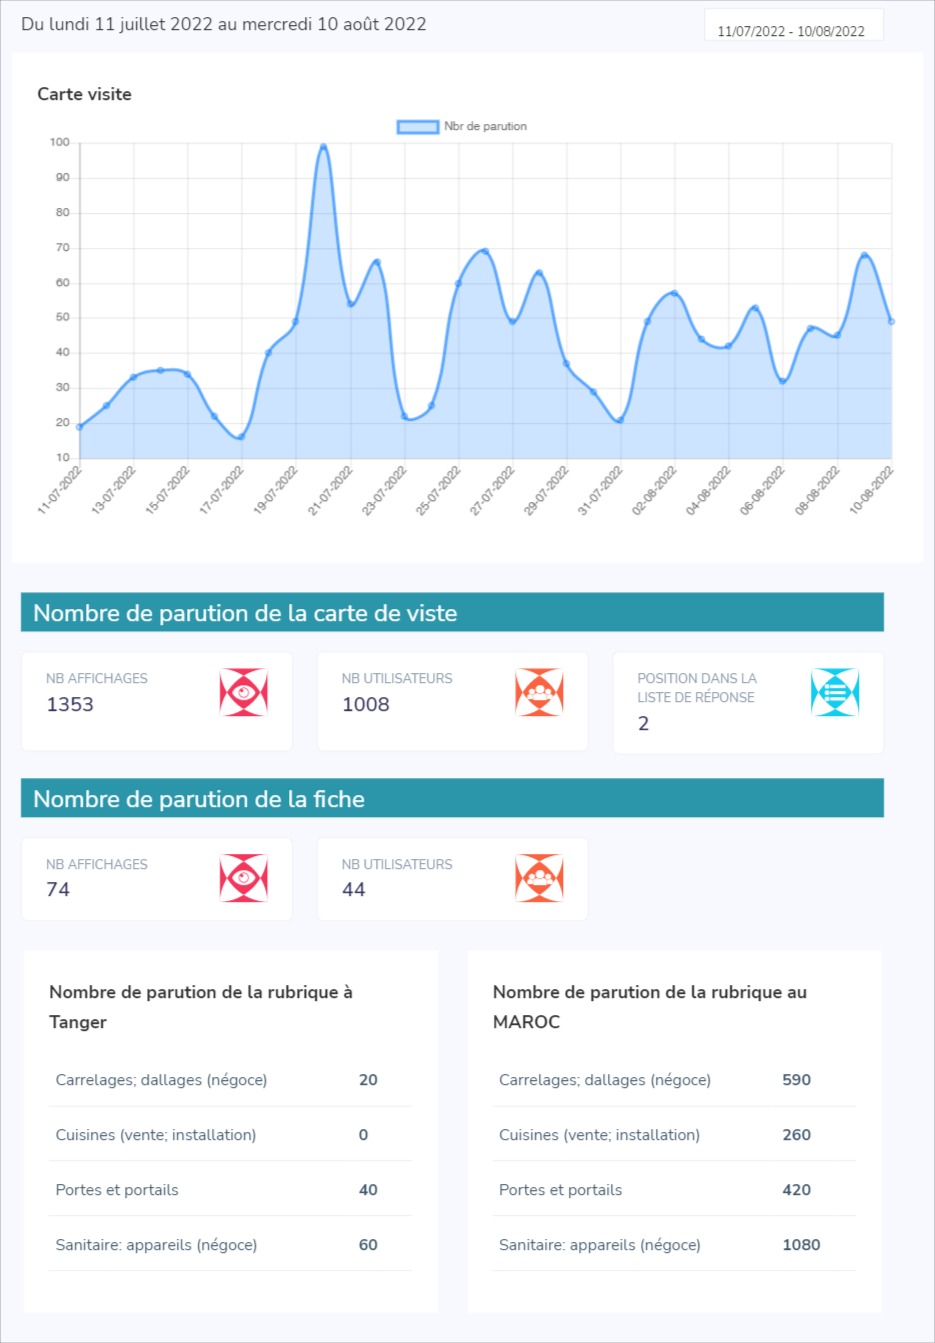 Du lundi 11 juillet 2022 au mercredi 10 août 2022
11/07/2022 - 10/08/2022
Carte visite
Nbr de parution
100
90
80
70
60
50
40
30
20
10
11-07-2022
13-07-2022
15-07-2022
17-07-2022
19-07-2022
21-07-2022
23-07-2022
25-07-2022
27-07-2022
29-07-2022
31-07-2022
02-08-2022
04-08-2022
06-08-2022
08-08-2022
10-08-2022
Nombre de parution de la carte de viste
NB AFFICHAGES
1353
NB UTILISATEURS
1008
POSITION DANS LA
LISTE DE RÉPONSE
2
Nombre de parution de la fiche
NB AFFICHAGES
74
NB UTILISATEURS
44
Nombre de parution de la rubrique à
Tanger
Carrelages; dallages (négoce) 20
Cuisines (vente; installation) 0
Portes et portails 40
Sanitaire: appareils (négoce) 60
Nombre de parution de la rubrique au
MAROC
Carrelages; dallages (négoce) 590
Cuisines (vente; installation) 260
Portes et portails 420
Sanitaire: appareils (négoce) 1080